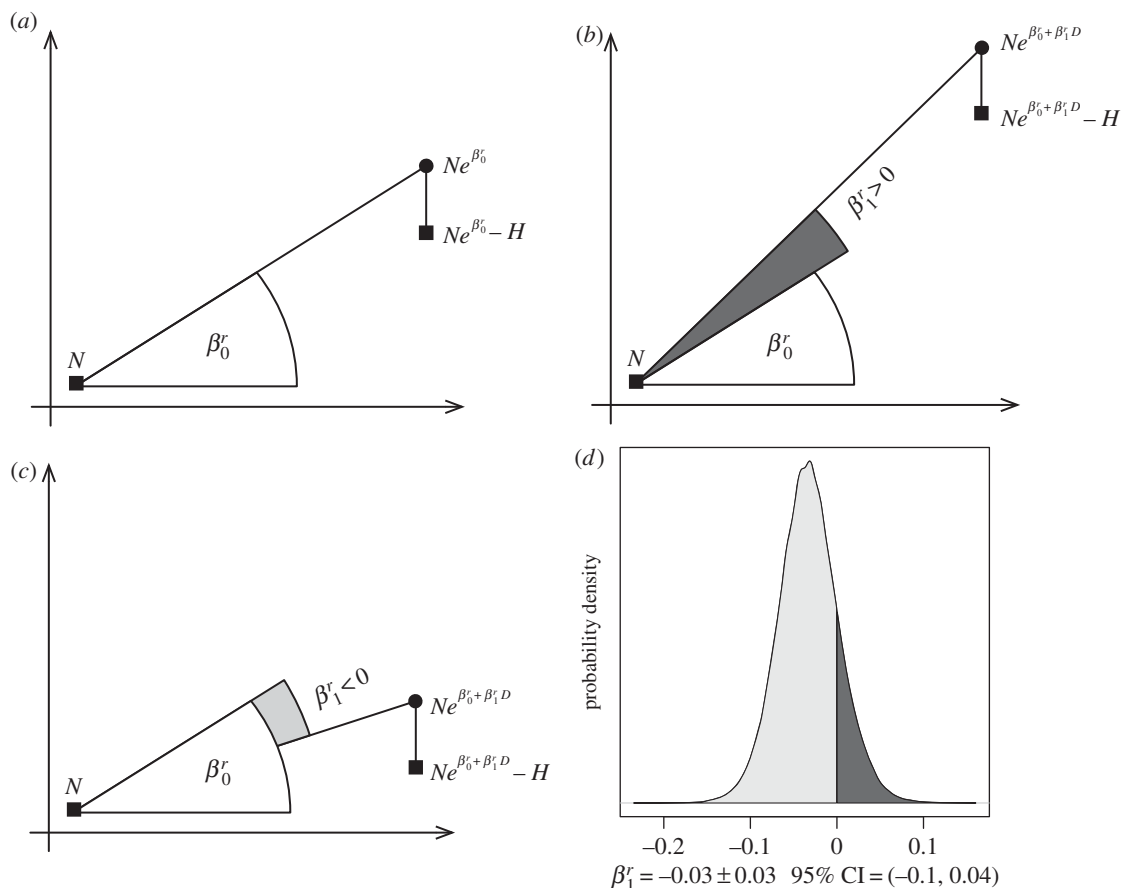 (a)
Ne^{β_0^r}
Ne^{β_0^r} – H
N
β_0^r
(b)
Ne^{β_0^r + β_1^r D}
Ne^{β_0^r + β_1^r D} – H
β_1^r > 0
N
β_0^r
(c)
β_1^r < 0
Ne^{β_0^r + β_1^r D}
Ne^{β_0^r + β_1^r D} – H
N
β_0^r
(d)
probability density
–0.2 –0.1 0 0.1
β_1^r = –0.03 ± 0.03 95% CI = (–0.1, 0.04)